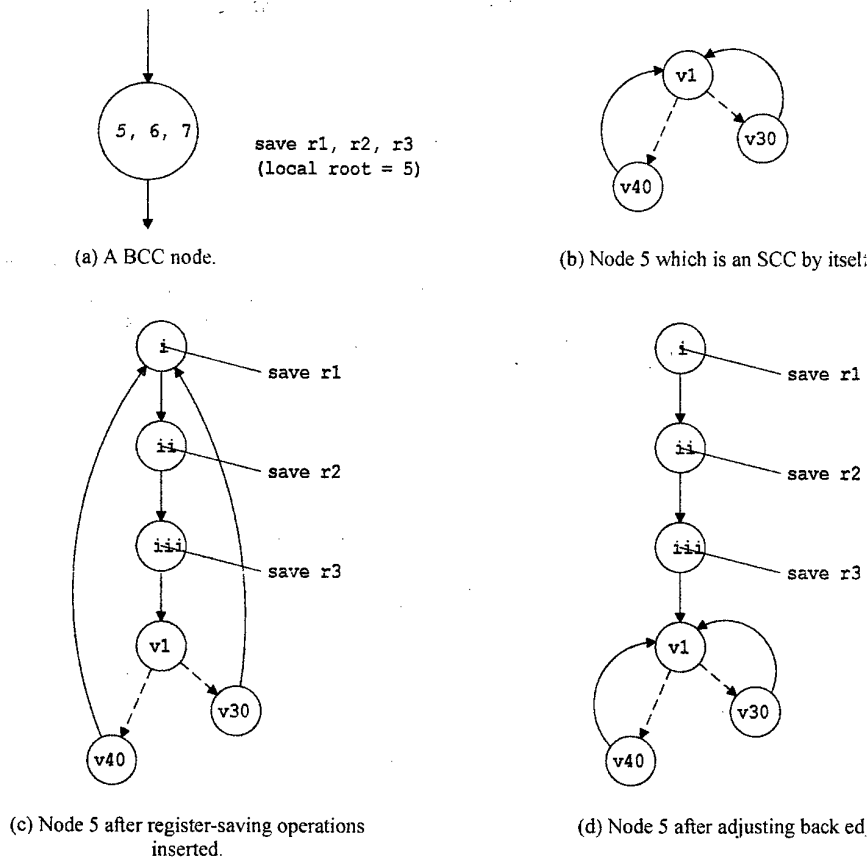 5, 6, 7
save r1, r2, r3
(local root = 5)
(a) A BCC node.
v1
v30
v40
(b) Node 5 which is an SCC by itself
i
save r1
ii
save r2
iii
save r3
v1
v30
v40
(c) Node 5 after register-saving operations
inserted.
i
save r1
ii
save r2
iii
save r3
v1
v30
v40
(d) Node 5 after adjusting back ed